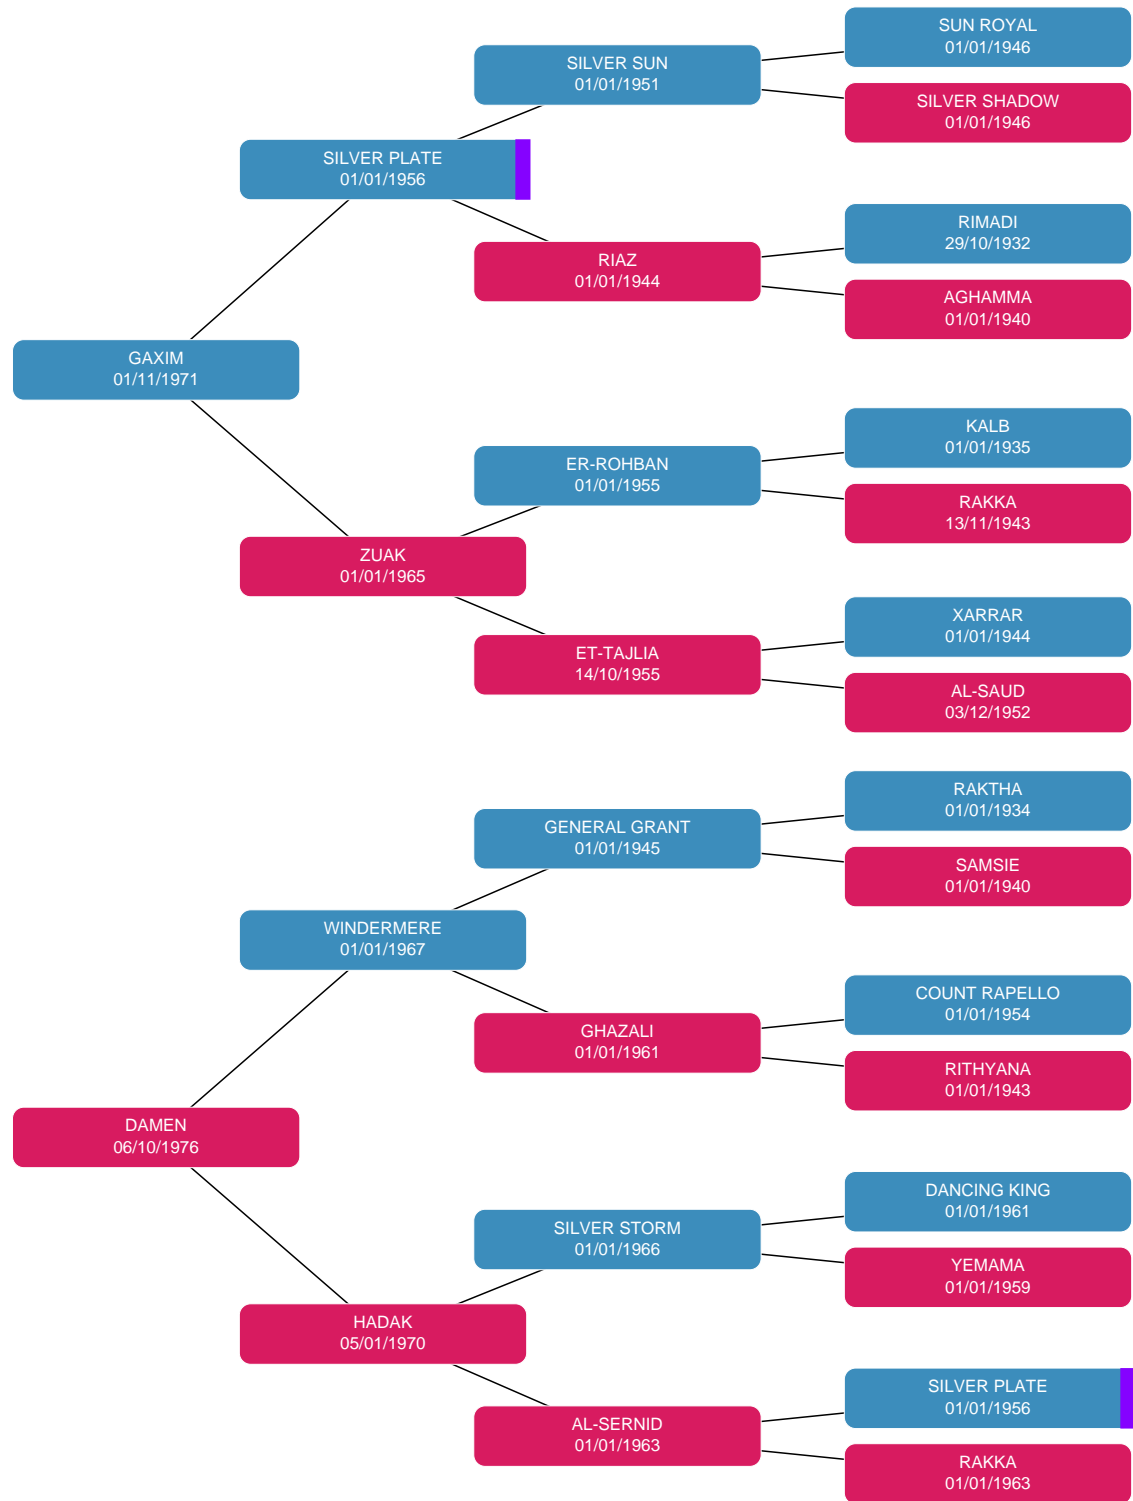 SUN ROYAL
01/01/1946
SILVER SUN
01/01/1951
SILVER SHADOW
01/01/1946
SILVER PLATE
01/01/1956
RIMADI
29/10/1932
RIAZ
01/01/1944
AGHAMMA
01/01/1940
GAXIM
01/11/1971
KALB
01/01/1935
ER-ROHBAN
01/01/1955
RAKKA
13/11/1943
ZUAK
01/01/1965
XARRAR
01/01/1944
ET-TAJLIA
14/10/1955
AL-SAUD
03/12/1952
RAKTHA
01/01/1934
GENERAL GRANT
01/01/1945
SAMSIE
01/01/1940
WINDERMERE
01/01/1967
COUNT RAPELLO
01/01/1954
GHAZALI
01/01/1961
RITHYANA
01/01/1943
DAMEN
06/10/1976
DANCING KING
01/01/1961
SILVER STORM
01/01/1966
YEMAMA
01/01/1959
HADAK
05/01/1970
SILVER PLATE
01/01/1956
AL-SERNID
01/01/1963
RAKKA
01/01/1963